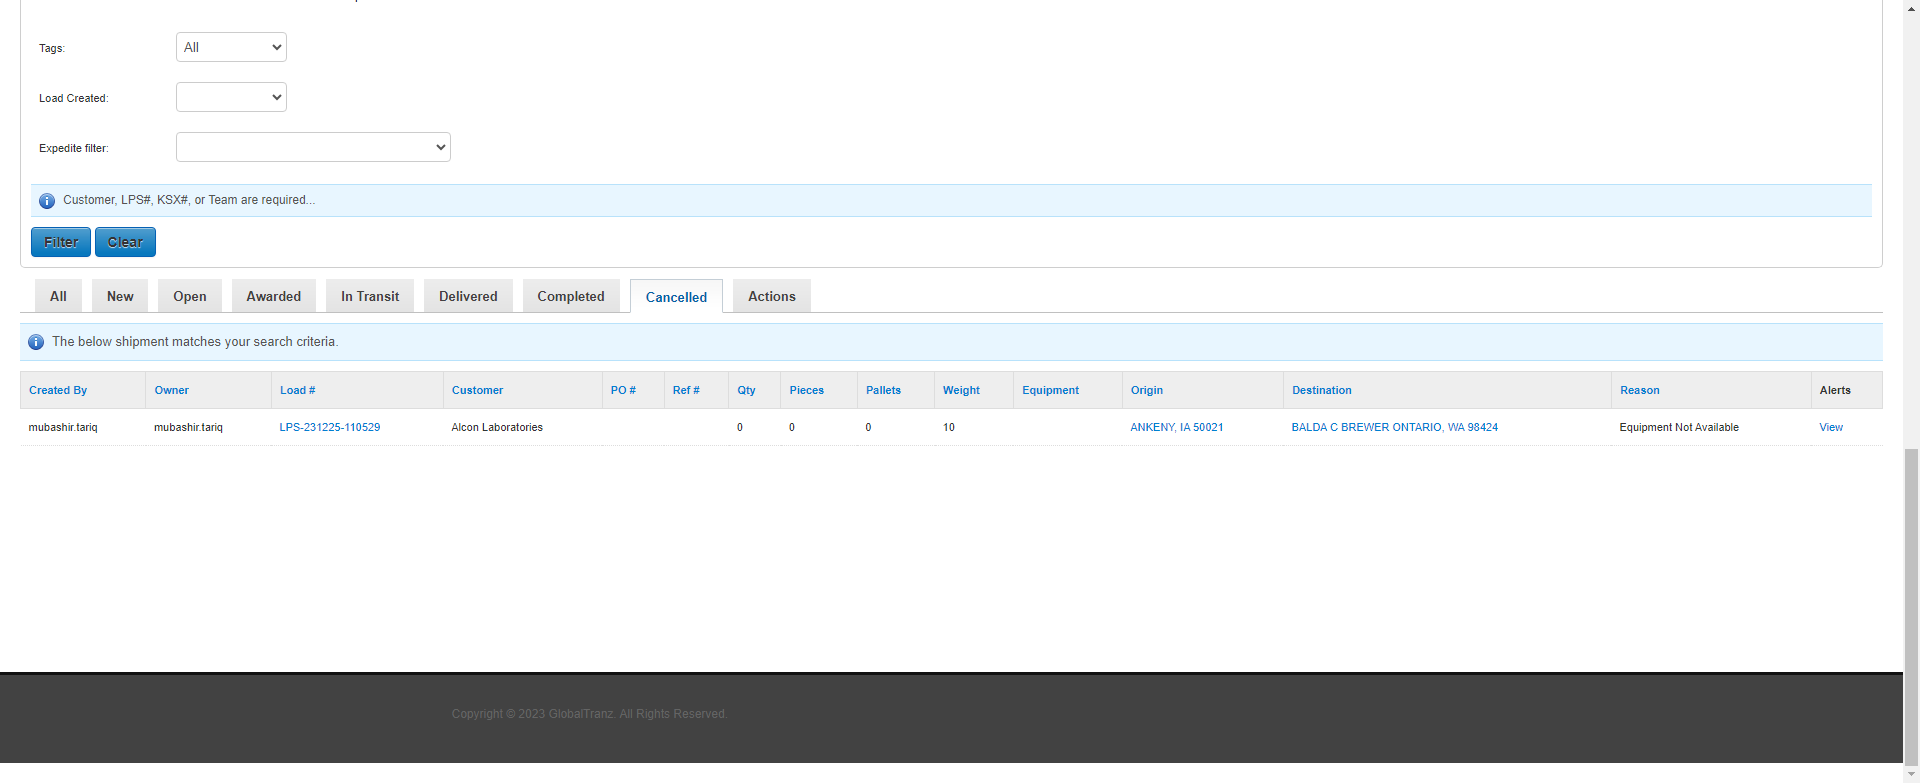 Tags:
All
Load Created:
Expedite filter:
Customer, LPS#, KSX#, or Team are required...
Filter Clear
All New Open Awarded In Transit Delivered Completed Cancelled Actions
The below shipment matches your search criteria.
Created By Owner Load # Customer PO # Ref # Qty Pieces Pallets Weight Equipment Origin Destination Reason Alerts
mubashir.tariq mubashir.tariq LPS-231225-110529 Alcon Laboratories 0 0 0 10 ANKENY, IA 50021 BALDA C BREWER ONTARIO, WA 98424 Equipment Not Available View
Copyright © 2023 GlobalTranz. All Rights Reserved.